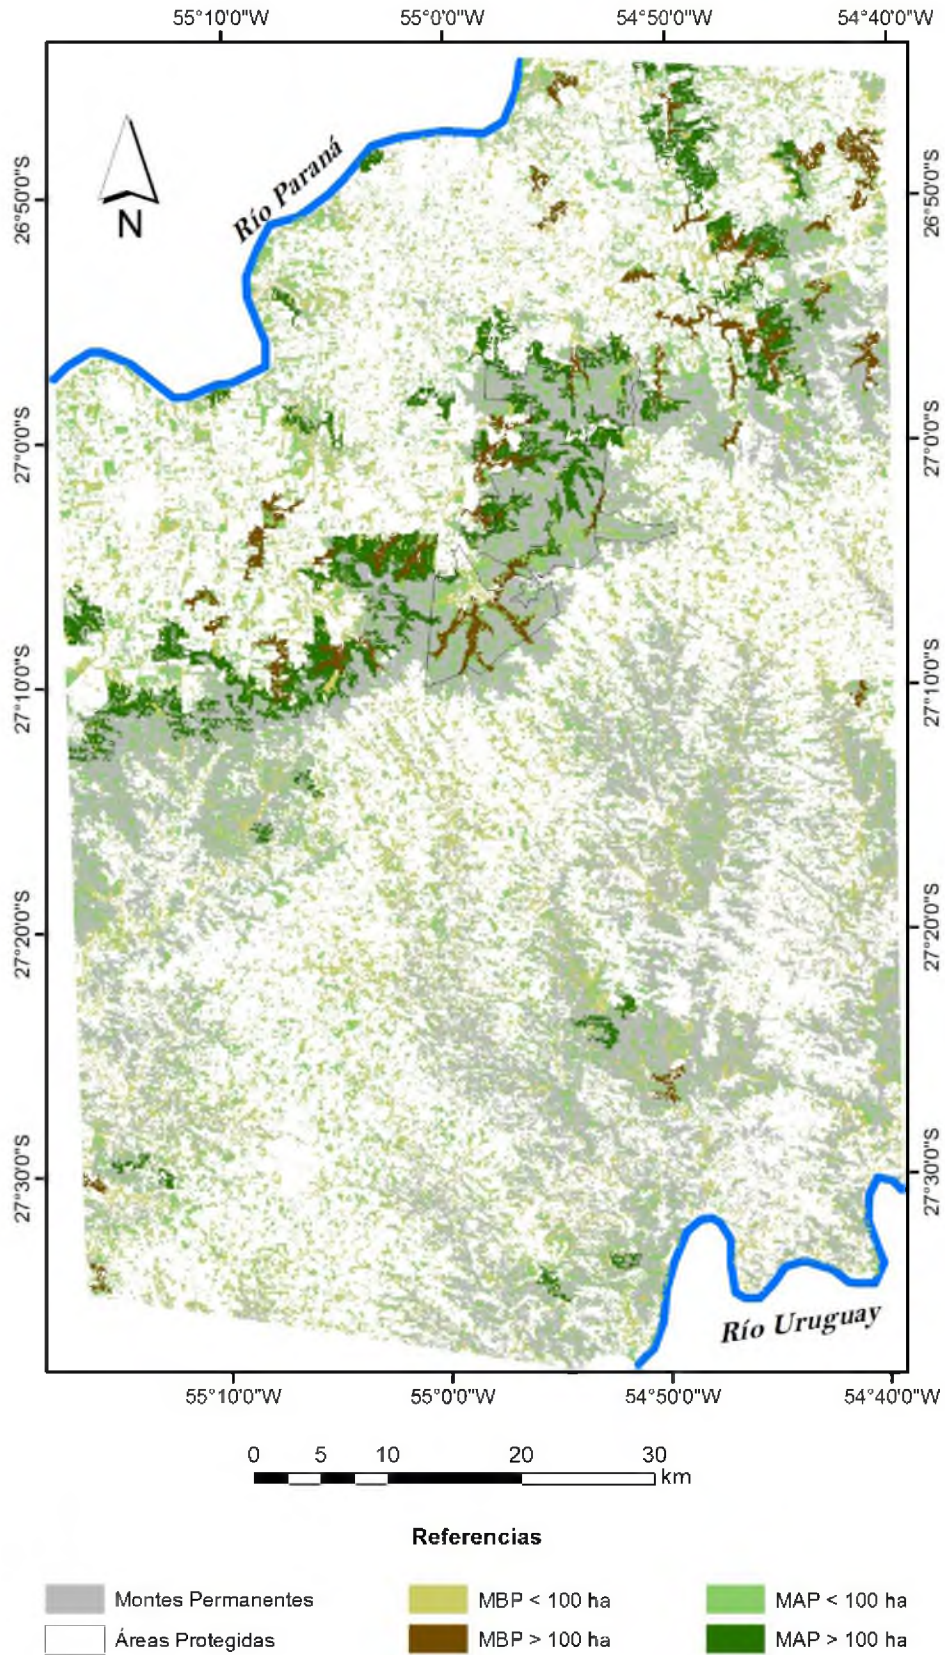 55°10'0"W 55°0'0"W 54°50'0"W 54°40'0"W
Río Paraná
N
26°50'0"S 26°50'0"S
27°0'0"S 27°0'0"S
27°10'0"S 27°10'0"S
27°20'0"S 27°20'0"S
27°30'0"S 27°30'0"S
Río Uruguay
55°10'0"W 55°0'0"W 54°50'0"W 54°40'0"W
0 5 10 20 30
km
Referencias
Montes Permanentes MBP < 100 ha MAP < 100 ha
Áreas Protegidas MBP > 100 ha MAP > 100 ha